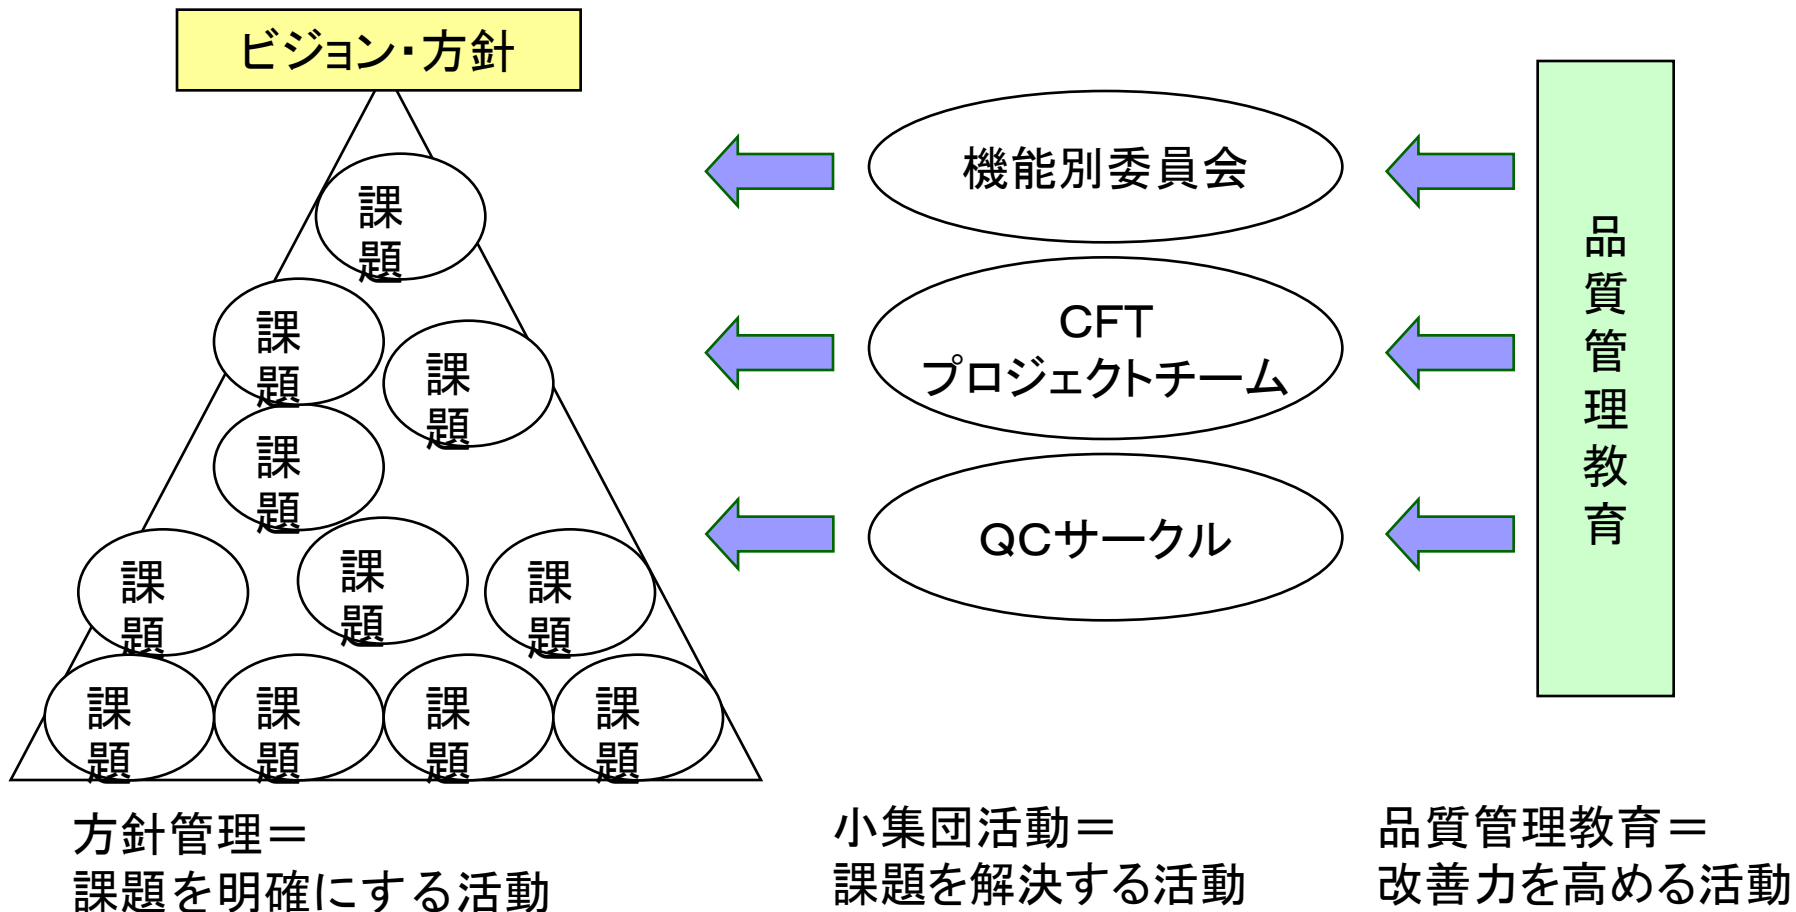 ビジョン・方針
課
題
課
題
課
題
課
題
課
題
課
題
課
題
課
題
課
題
課
題
課
題
機能別委員会
CFT
プロジェクトチーム
QCサークル
品
質
管
理
教
育
方針管理＝
課題を明確にする活動
小集団活動＝
課題を解決する活動
品質管理教育＝
改善力を高める活動